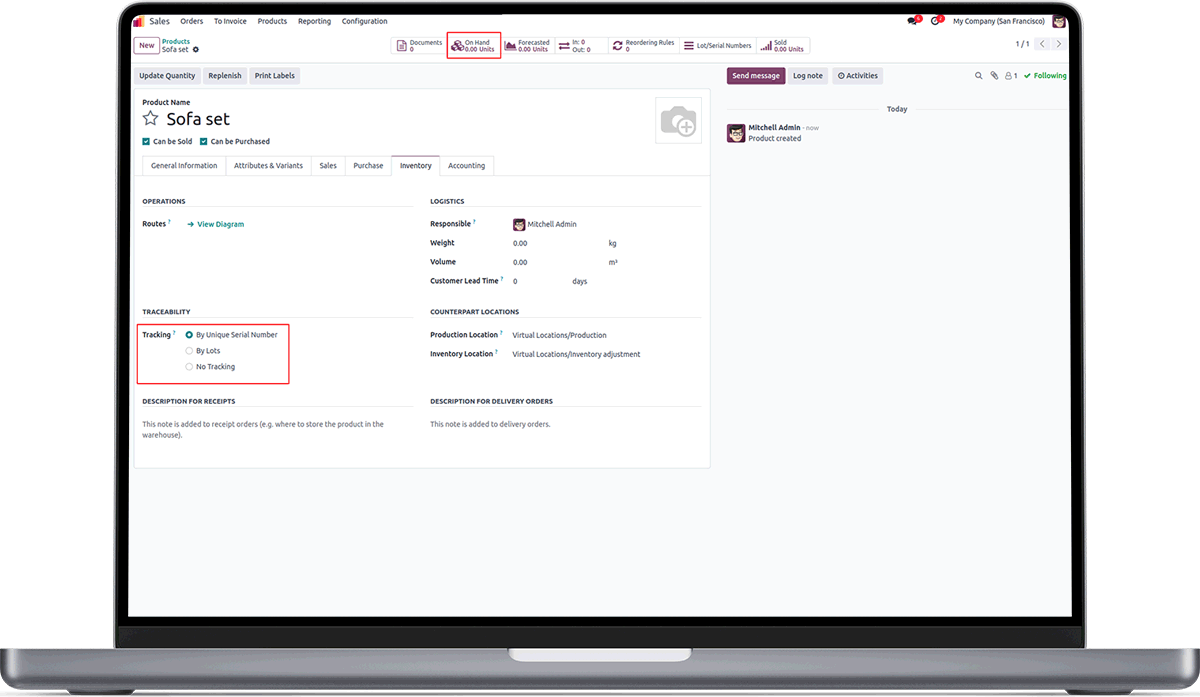 Sales Orders To Invoice Products Reporting Configuration
6 2 My Company (San Francisco)
New Products
Sofa set
Documents
0
On Hand
0.00 Units
Forecasted
0.00 Units
In: 0
Out: 0
Reordering Rules
0
Lot/Serial Numbers
Sold
0.00 Units
1 / 1
Update Quantity Replenish Print Labels
Send message Log note Activities
1 Following
Product Name
Sofa set
Can be Sold Can be Purchased
General Information Attributes & Variants Sales Purchase Inventory Accounting
OPERATIONS
Routes ? View Diagram
LOGISTICS
Responsible ? Mitchell Admin
Weight 0.00 kg
Volume 0.00 m³
Customer Lead Time ? 0 days
TRACEABILITY
Tracking ? By Unique Serial Number
By Lots
No Tracking
COUNTERPART LOCATIONS
Production Location ? Virtual Locations/Production
Inventory Location ? Virtual Locations/Inventory adjustment
DESCRIPTION FOR RECEIPTS
This note is added to receipt orders (e.g. where to store the product in the
warehouse).
DESCRIPTION FOR DELIVERY ORDERS
This note is added to delivery orders.
Today
Mitchell Admin - now
Product created